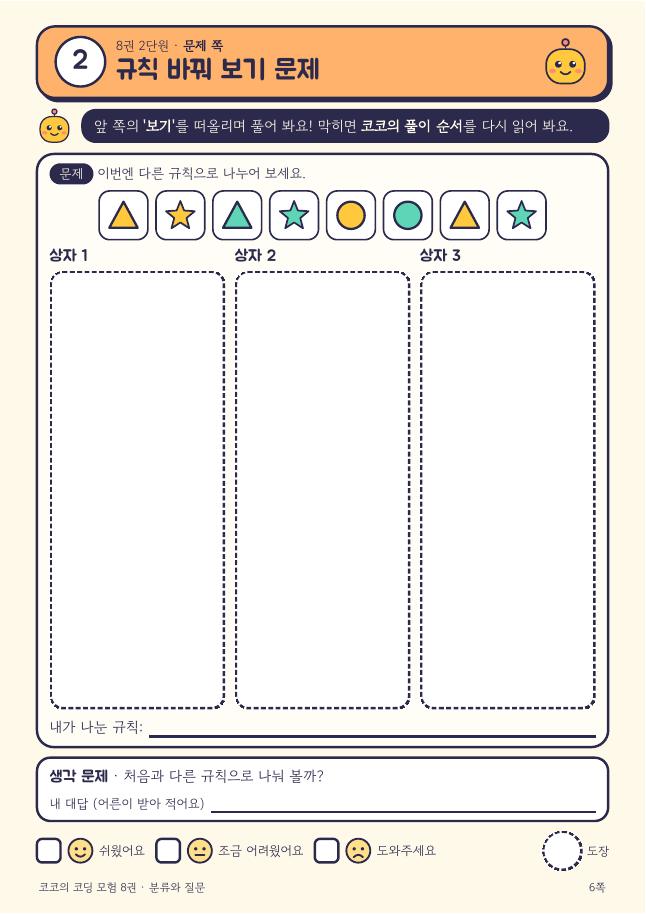 2
8권 2단원 · 문제 쪽
규칙 바꿔 보기 문제
앞 쪽의 '보기'를 떠올리며 풀어 봐요! 막히면 코코의 풀이 순서를 다시 읽어 봐요.
문제 이번엔 다른 규칙으로 나누어 보세요.
상자 1 상자 2 상자 3
내가 나눈 규칙:
생각 문제 · 처음과 다른 규칙으로 나눠 볼까?
내 대답 (어른이 받아 적어요)
쉬웠어요 조금 어려웠어요 도와주세요 도장
코코의 코딩 모험 8권 · 분류와 질문 6쪽